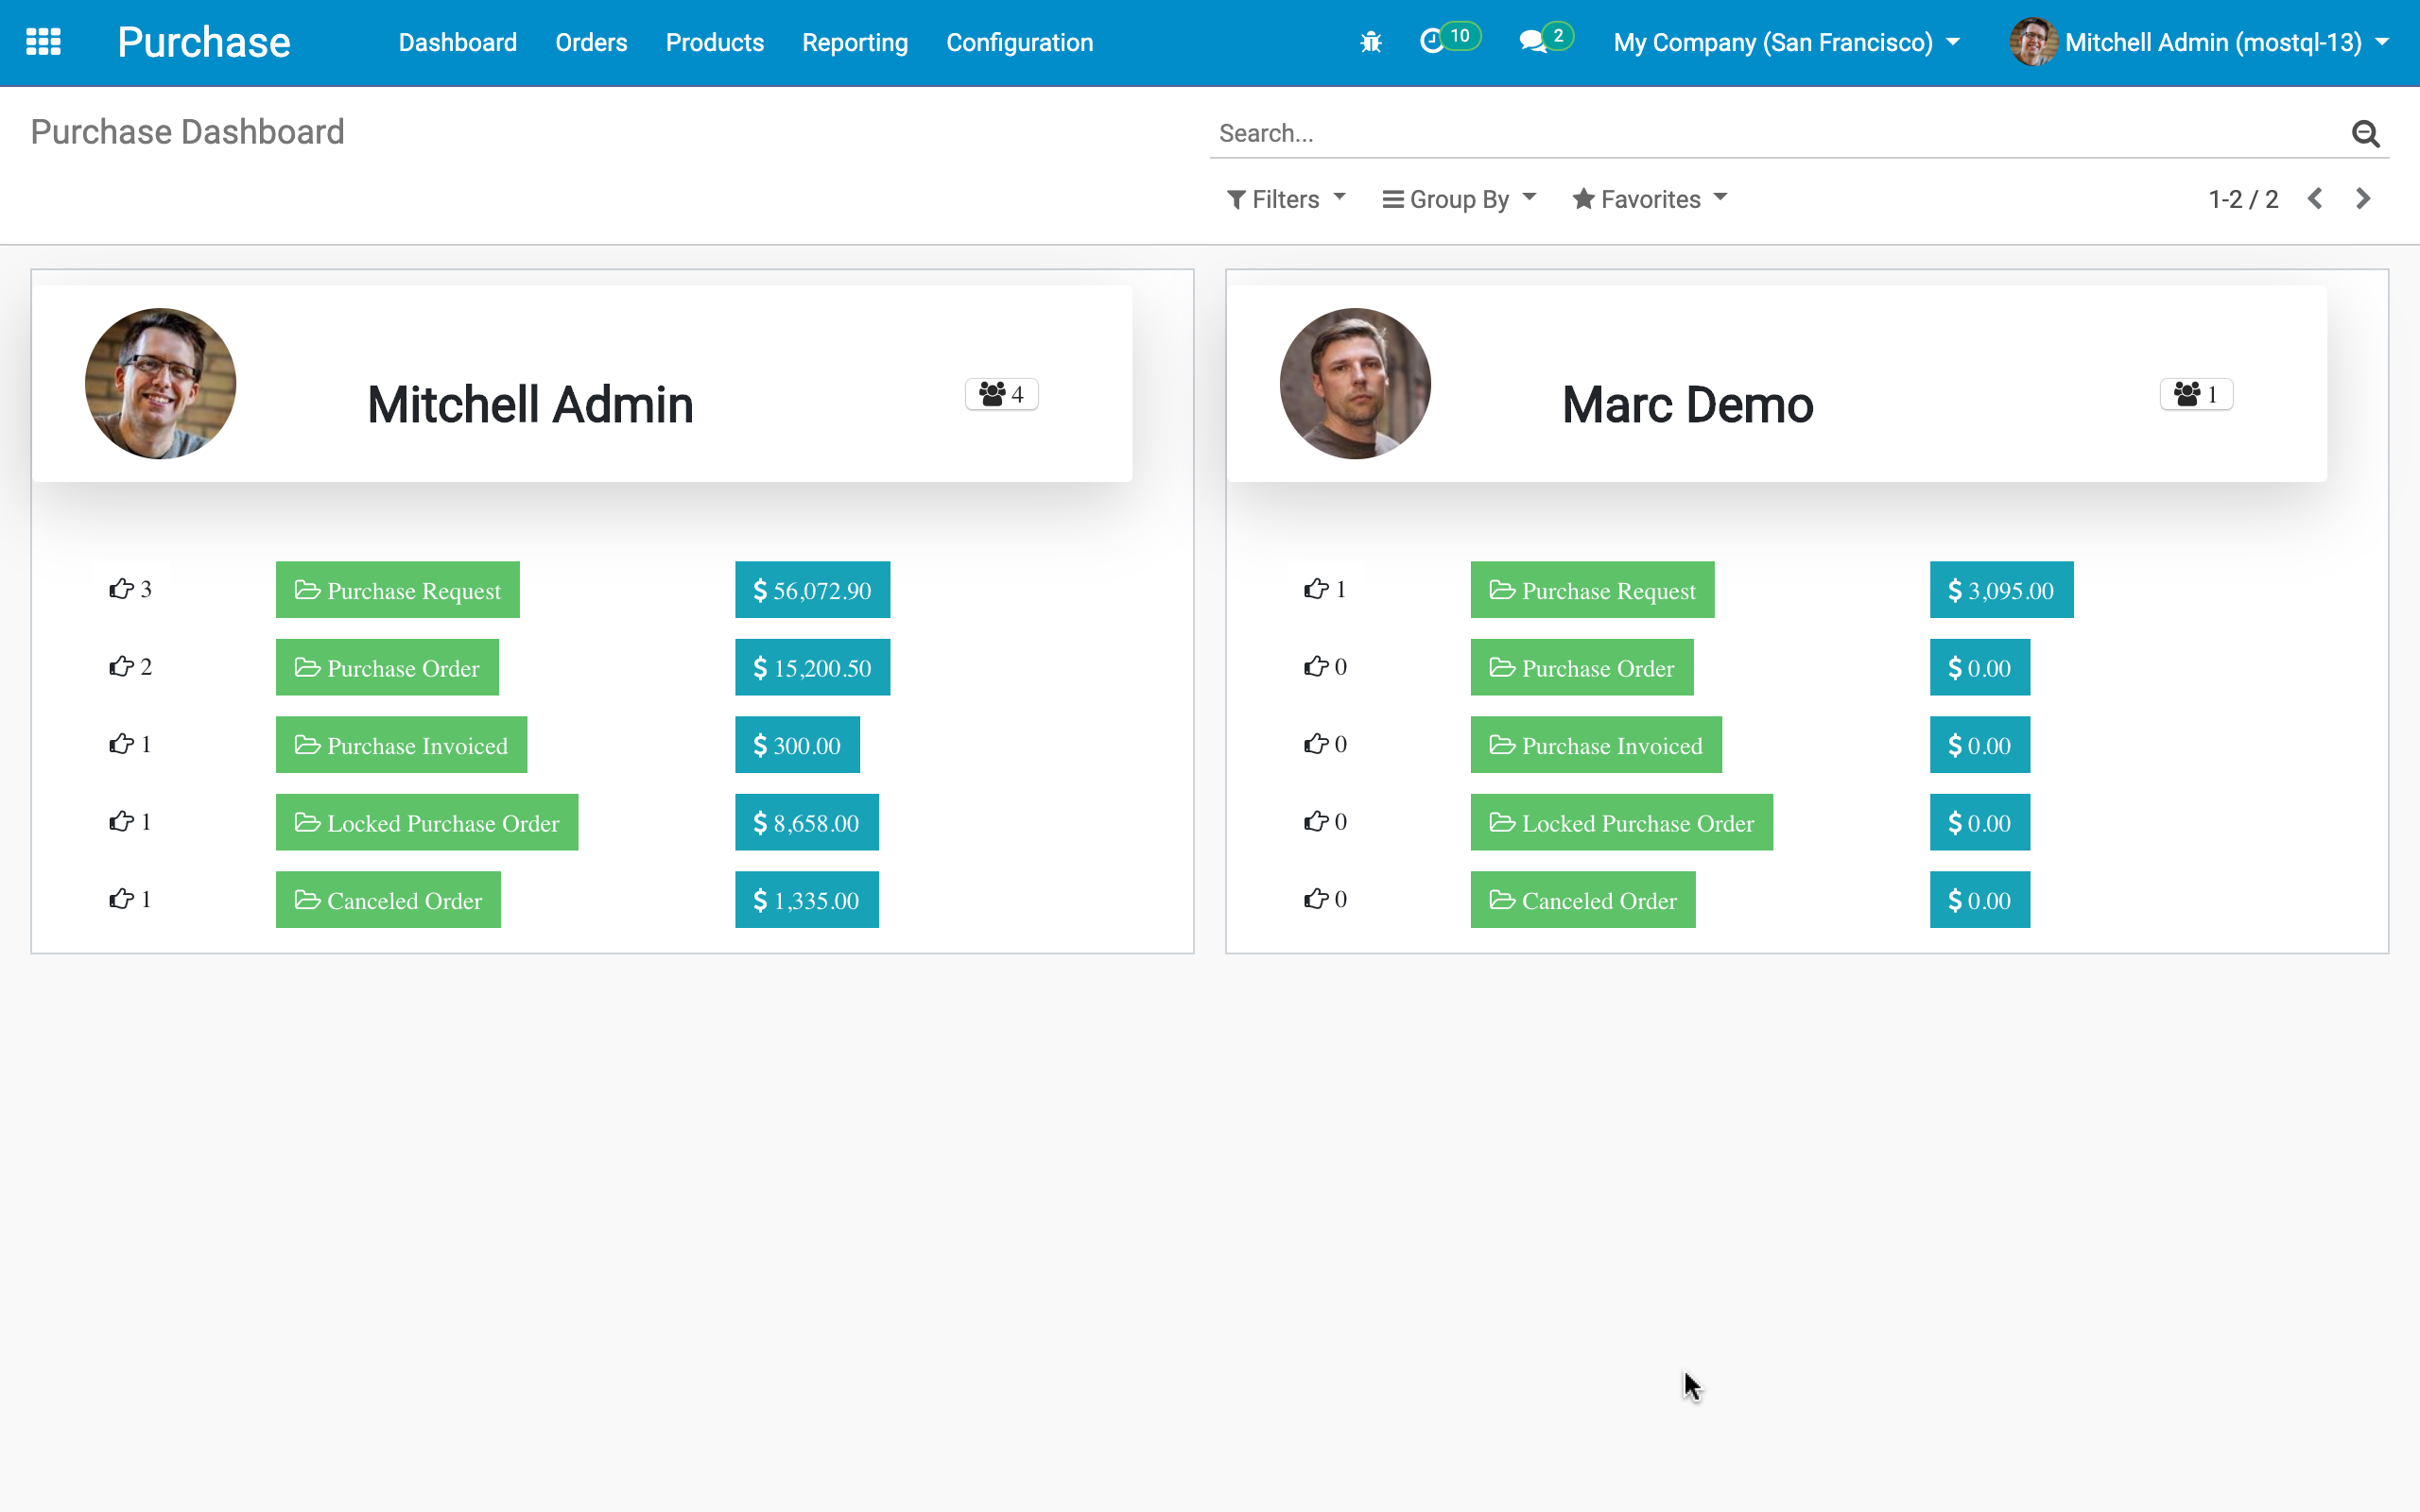 Purchase Dashboard Orders Products Reporting Configuration 10 2 My Company (San Francisco) Mitchell Admin (mostql-13)
Purchase Dashboard Search...
Filters Group By Favorites 1-2 / 2
Mitchell Admin 4
3 Purchase Request $ 56,072.90
2 Purchase Order $ 15,200.50
1 Purchase Invoiced $ 300.00
1 Locked Purchase Order $ 8,658.00
1 Canceled Order $ 1,335.00
Marc Demo 1
1 Purchase Request $ 3,095.00
0 Purchase Order $ 0.00
0 Purchase Invoiced $ 0.00
0 Locked Purchase Order $ 0.00
0 Canceled Order $ 0.00